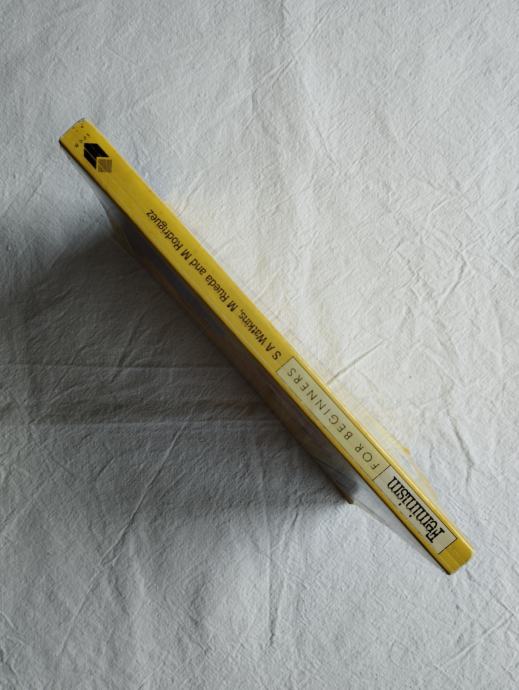 Feminism
FOR BEGINNERS
S A Watkins, M Rueda and M Rodriguez